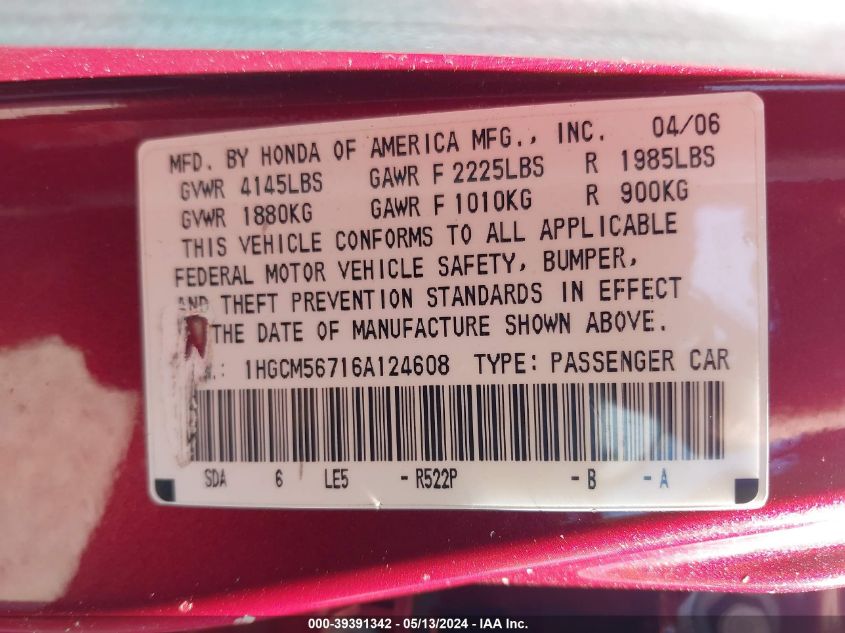 MFD. BY HONDA OF AMERICA MFG., INC. 04/06
GVWR 4145LBS GAWR F 2225LBS R 1985LBS
GVWR 1880KG GAWR F 1010KG R 900KG
THIS VEHICLE CONFORMS TO ALL APPLICABLE
FEDERAL MOTOR VEHICLE SAFETY, BUMPER,
AND THEFT PREVENTION STANDARDS IN EFFECT
THE DATE OF MANUFACTURE SHOWN ABOVE.
1HGCM56716A124608 TYPE: PASSENGER CAR
SDA 6 LE5 - R522P - B - A
000-39391342 - 05/13/2024 - IAA Inc.